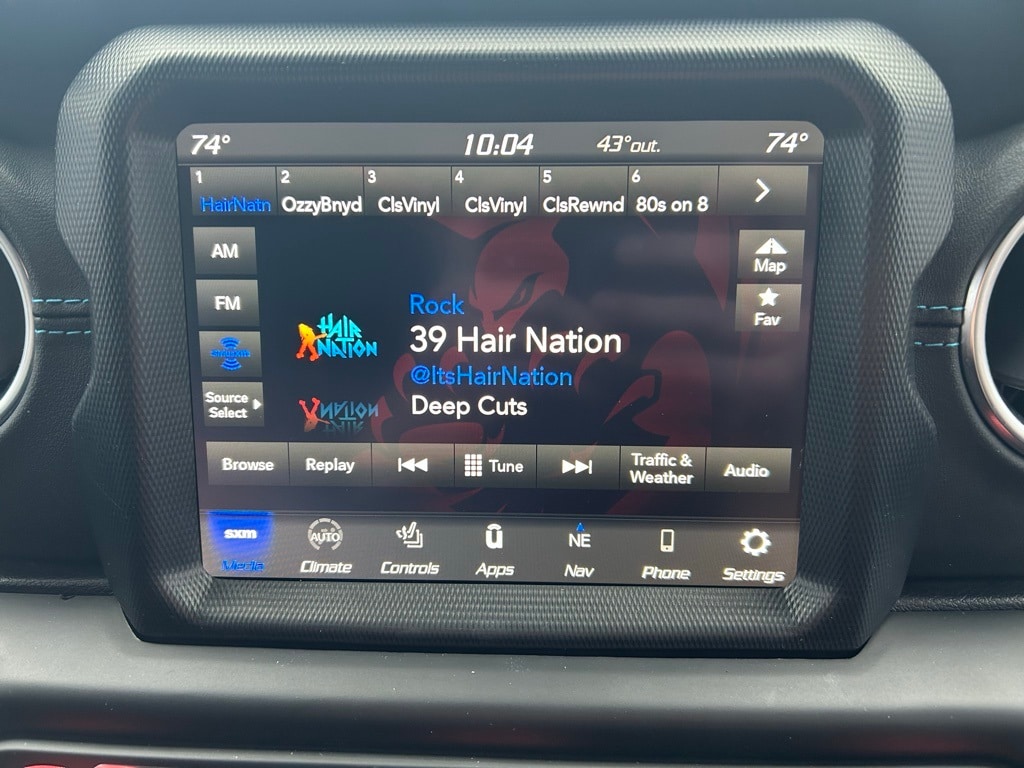 74° 10:04 43°out. 74°
1 2 3 4 5 6
HairNatn OzzyBnyd ClsVinyl ClsVinyl ClsRewnd 80s on 8
AM
FM
Source
Select
Map
Fav
HAIR
NATION
Rock
39 Hair Nation
@ItsHairNation
Deep Cuts
Browse Replay Tune Traffic &
Weather Audio
sxm AUTO NE
Media Climate Controls Apps Nav Phone Settings